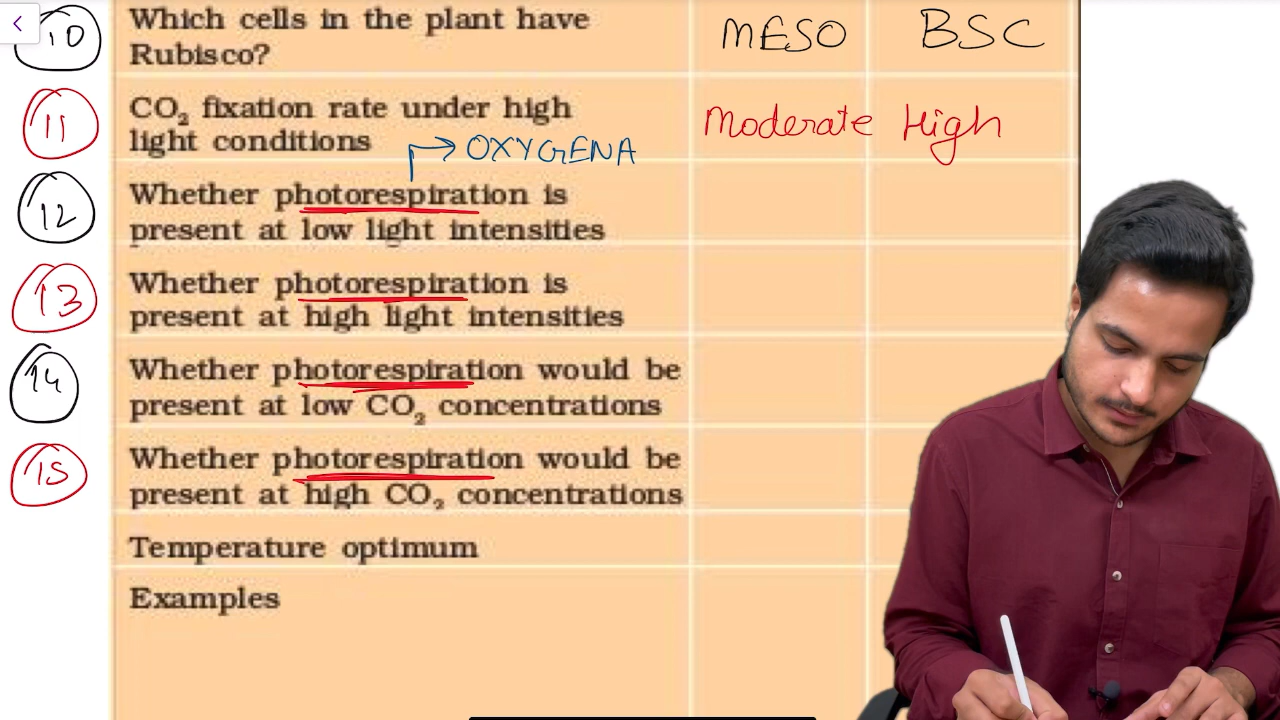 10 Which cells in the plant have MESO BSC
Rubisco?
11 CO₂ fixation rate under high Moderate High
light conditions → OXYGENA
12 Whether photorespiration is
present at low light intensities
13 Whether photorespiration is
present at high light intensities
14 Whether photorespiration would be
present at low CO₂ concentrations
15 Whether photorespiration would be
present at high CO₂ concentrations
Temperature optimum
Examples